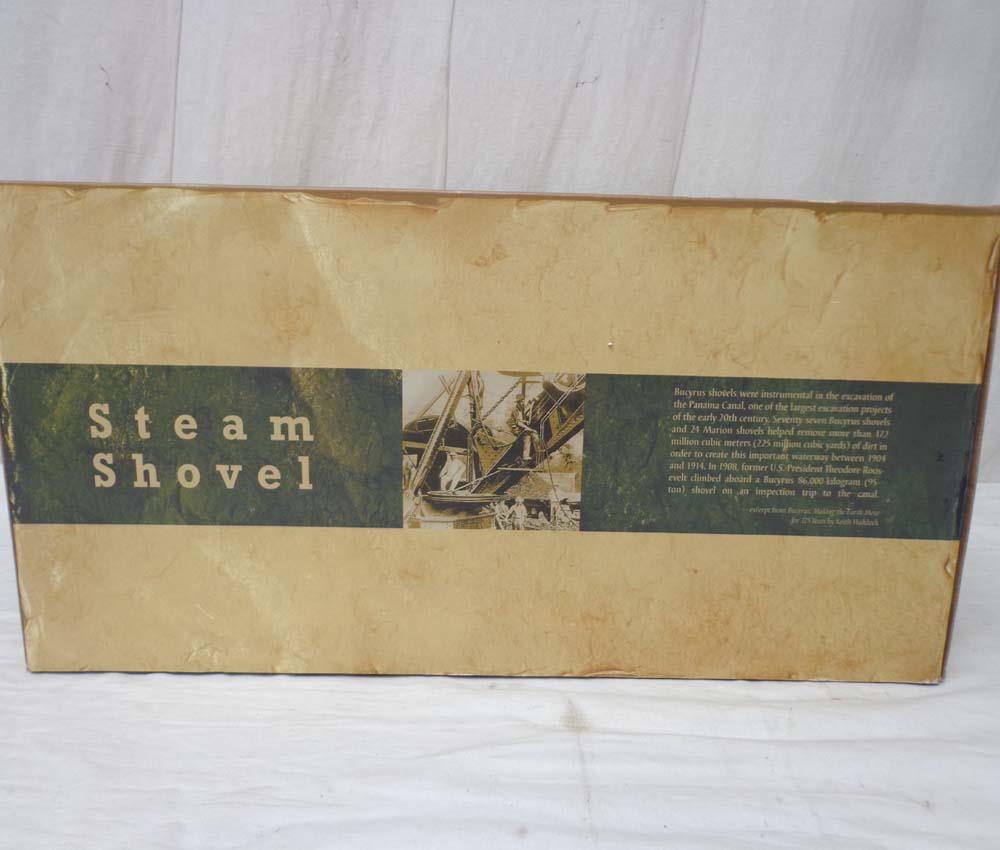 Steam
Shovel
Bucyrus shovels were instrumental in the excavation of
the Panama Canal, one of the largest excavation projects
of the early 20th century. Seventy seven Bucyrus shovels
and 24 Marion shovels helped remove more than 172
million cubic meters (225 million cubic yards) of dirt in
order to create this important waterway between 1904
and 1914. In 1908, former U.S. President Theodore Roos-
evelt climbed aboard a Bucyrus 86,000-kilogram (95-
ton) shovel on an inspection trip to the canal.
excerpt from Bucyrus, Making the Earth Move
for 125 Years by Keith Haddock